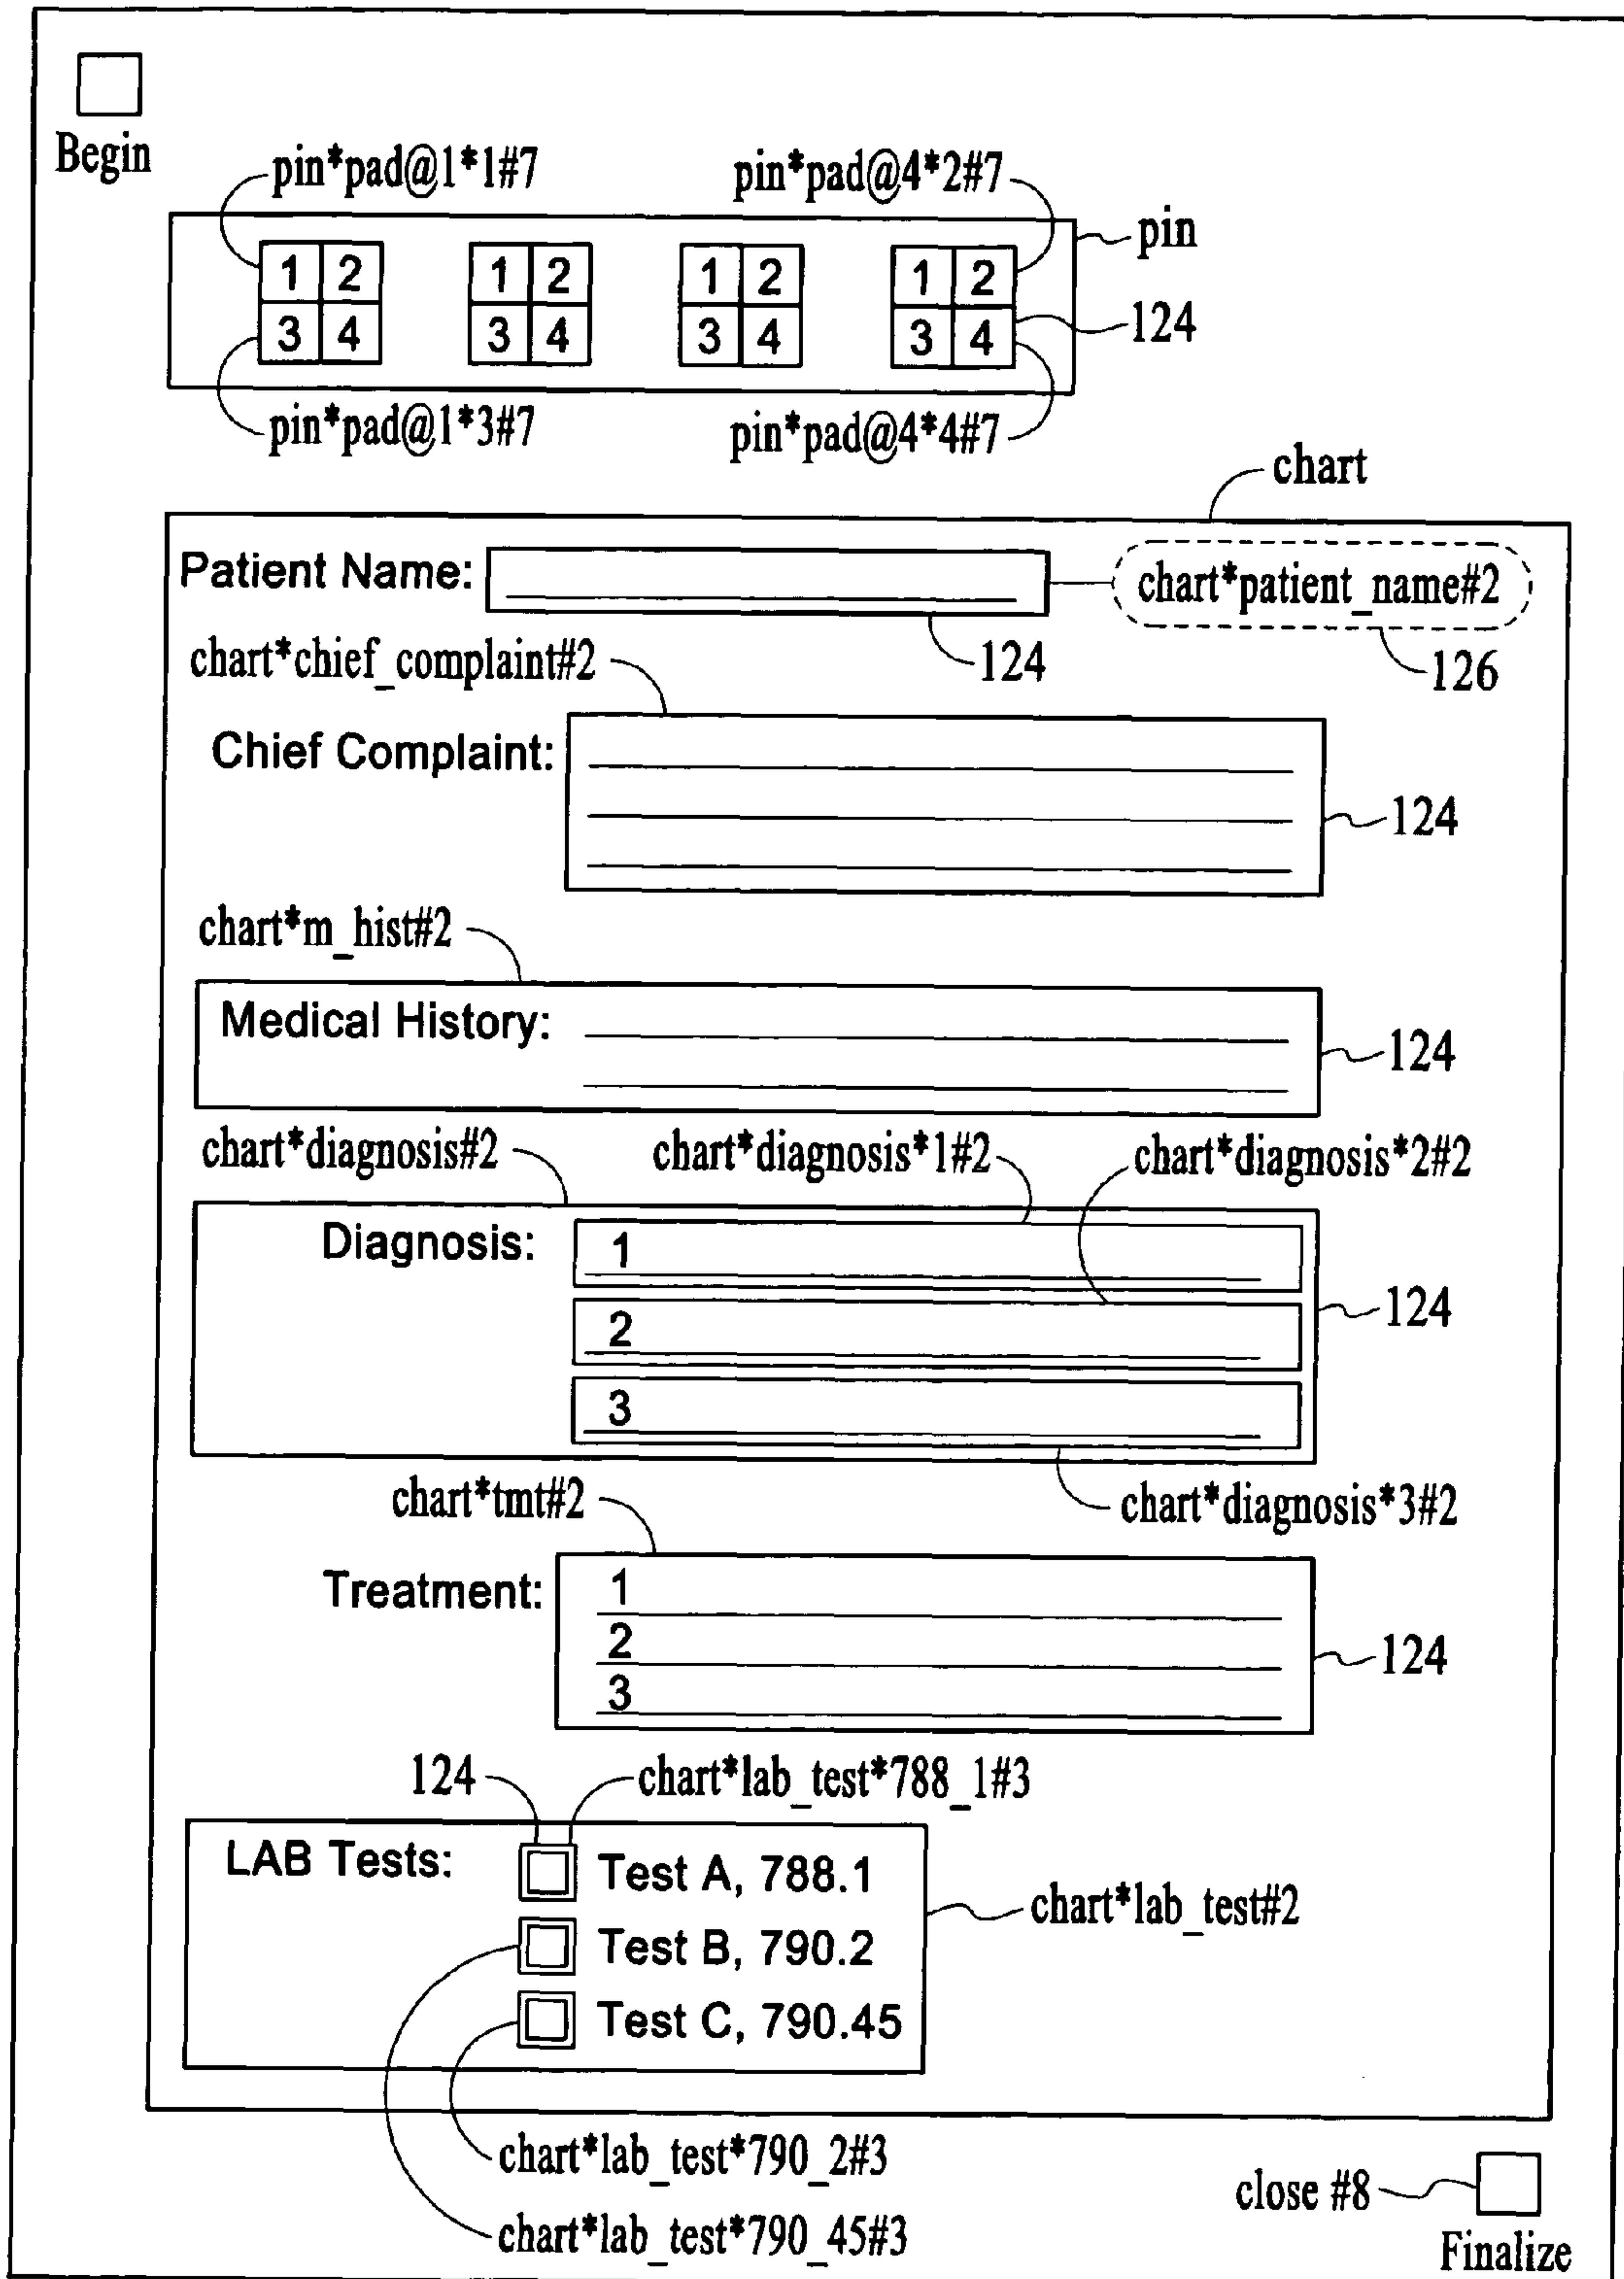 Begin
pin*pad@1*1#7 pin*pad@4*2#7
pin
1 2 1 2 1 2 1 2
3 4 3 4 3 4 3 4
124
pin*pad@1*3#7 pin*pad@4*4#7
chart
Patient Name: chart*patient_name#2
124 126
chart*chief_complaint#2
Chief Complaint:
124
chart*m_hist#2
Medical History:
124
chart*diagnosis#2 chart*diagnosis*1#2 chart*diagnosis*2#2
Diagnosis: 1
124
2
3
chart*tmt#2 chart*diagnosis*3#2
Treatment: 1
2
124
3
124 chart*lab_test*788_1#3
LAB Tests: Test A, 788.1
chart*lab_test#2
Test B, 790.2
Test C, 790.45
chart*lab_test*790_2#3
close #8
chart*lab_test*790_45#3
Finalize